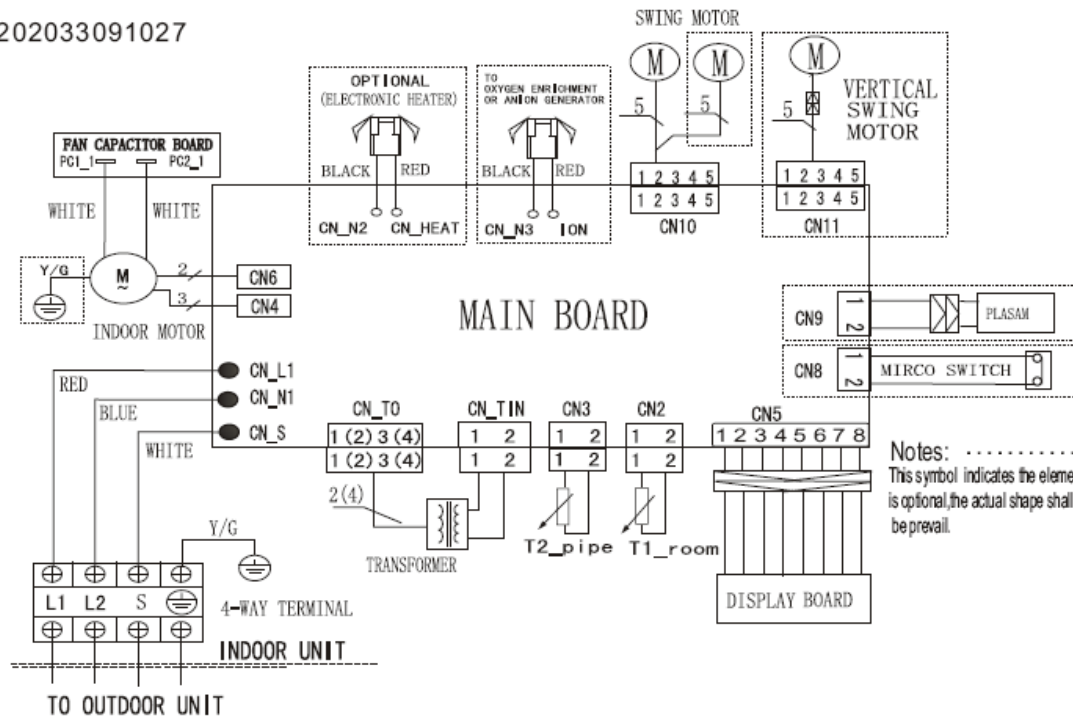 202033091027
SWING MOTOR
M
M
M
5
5
5
VERTICAL
SWING
MOTOR
OPTIONAL
(ELECTRONIC HEATER)
BLACK
RED
CN_N2
CN_HEAT
TO
OXYGEN ENRICHMENT
OR ANION GENERATOR
BLACK
RED
CN_N3
ION
1 2 3 4 5
1 2 3 4 5
CN10
1 2 3 4 5
1 2 3 4 5
CN11
FAN CAPACITOR BOARD
PC1_1
PC2_1
WHITE
WHITE
Y/G
M
~
2
3
CN6
CN4
INDOOR MOTOR
MAIN BOARD
CN9
1
2
PLASAM
CN8
1
2
MIRCO SWITCH
CN_L1
CN_N1
CN_S
RED
BLUE
WHITE
CN_TO
1(2)3(4)
1(2)3(4)
2(4)
CN_TIN
1 2
1 2
TRANSFORMER
CN3
1 2
1 2
T2_pipe
CN2
1 2
1 2
T1_room
CN5
1 2 3 4 5 6 7 8
DISPLAY BOARD
Notes:
This symbol indicates the eleme
is optional,the actual shape shall
be prevail.
Y/G
L1 L2 S
4-WAY TERMINAL
INDOOR UNIT
TO OUTDOOR UNIT